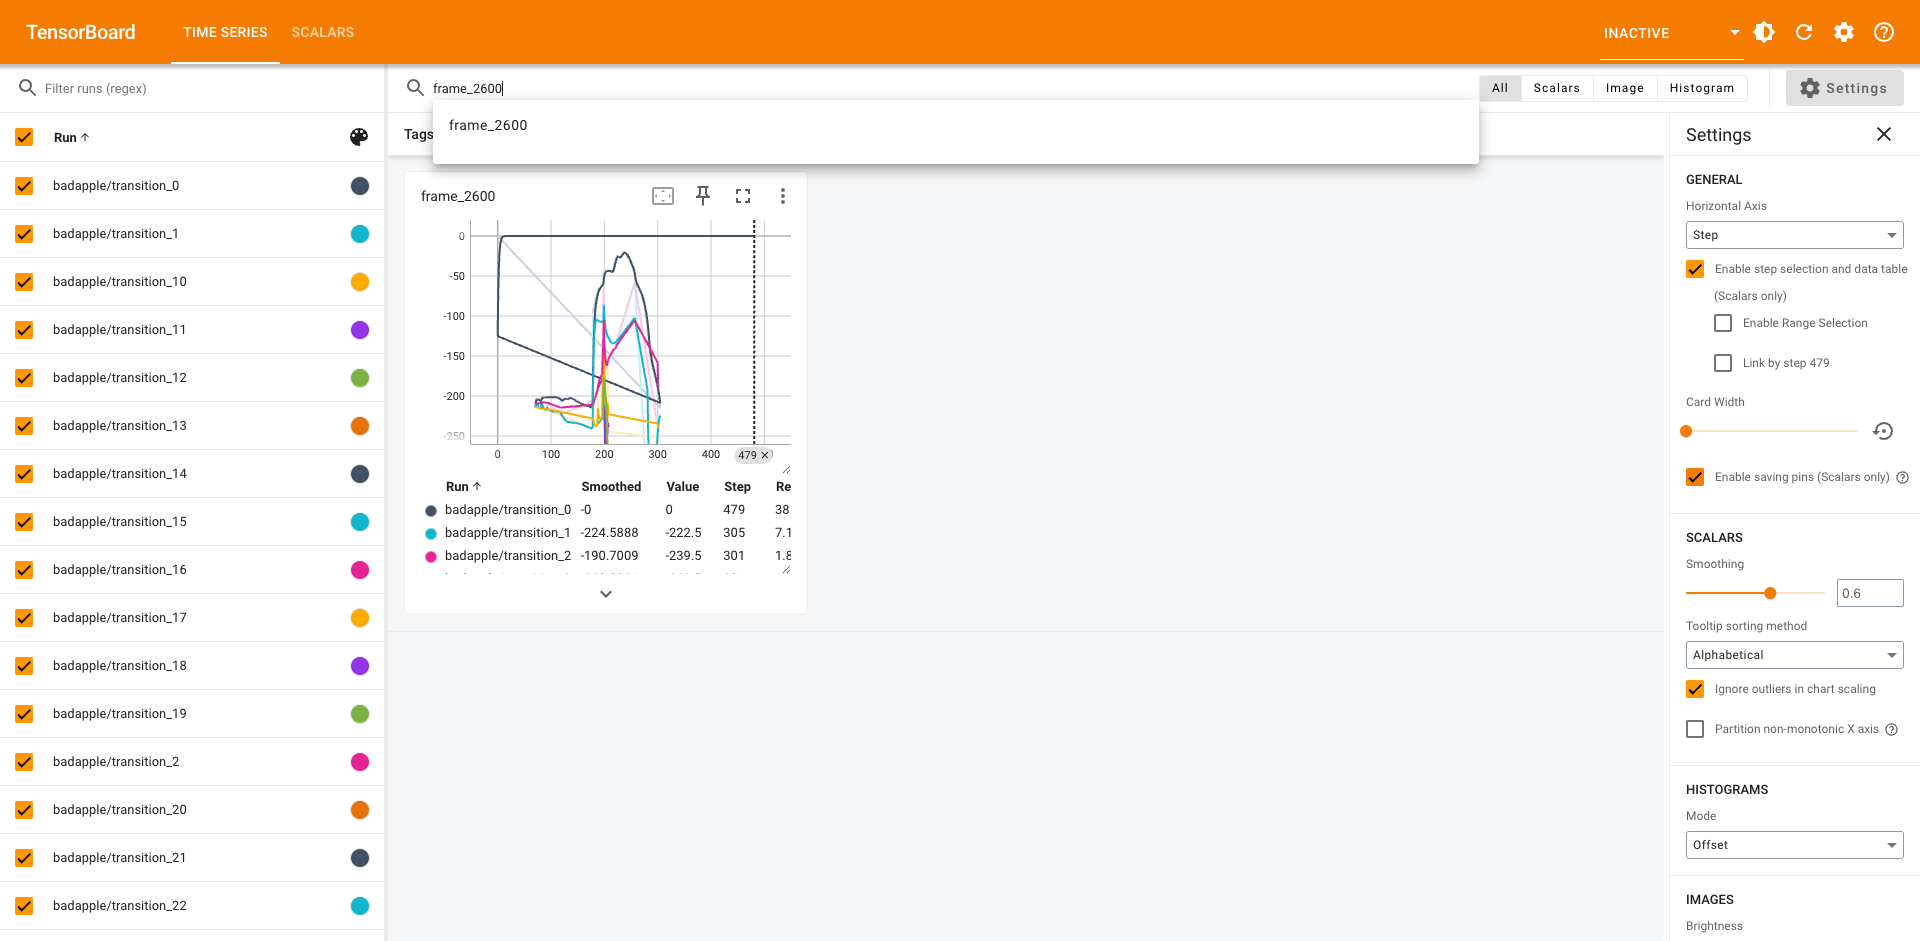 TensorBoard TIME SERIES SCALARS INACTIVE
Filter runs (regex)
Run
badapple/transition_0
badapple/transition_1
badapple/transition_10
badapple/transition_11
badapple/transition_12
badapple/transition_13
badapple/transition_14
badapple/transition_15
badapple/transition_16
badapple/transition_17
badapple/transition_18
badapple/transition_19
badapple/transition_2
badapple/transition_20
badapple/transition_21
badapple/transition_22
frame_2600
All Scalars Image Histogram Settings
frame_2600
Tags
frame_2600
0
-50
-100
-150
-200
-250
0 100 200 300 400 479
Run Smoothed Value Step Re
badapple/transition_0 -0 0 479 38.
badapple/transition_1 -224.5888 -222.5 305 7.1
badapple/transition_2 -190.7009 -239.5 301 1.8
Settings
GENERAL
Horizontal Axis
Step
Enable step selection and data table
(Scalars only)
Enable Range Selection
Link by step 479
Card Width
Enable saving pins (Scalars only)
SCALARS
Smoothing
0.6
Tooltip sorting method
Alphabetical
Ignore outliers in chart scaling
Partition non-monotonic X axis
HISTOGRAMS
Mode
Offset
IMAGES
Brightness